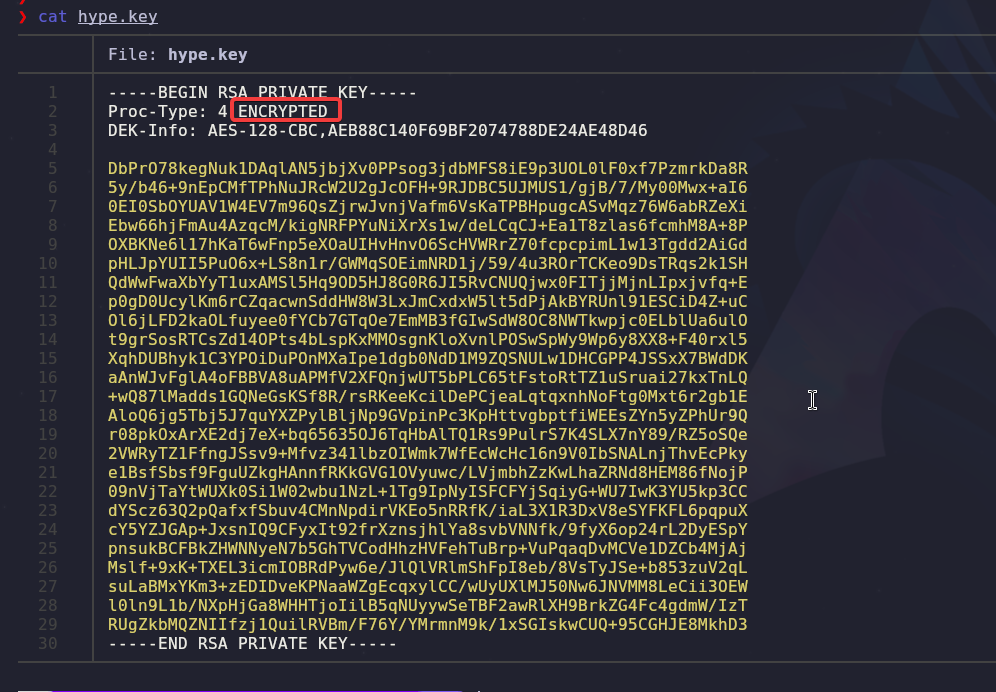 ❯ cat hype.key
File: hype.key
1 -----BEGIN RSA PRIVATE KEY-----
2 Proc-Type: 4 ENCRYPTED
3 DEK-Info: AES-128-CBC,AEB88C140F69BF2074788DE24AE48D46
4
5 DbPrO78kegNuk1DAqlAN5jbjXv0PPsog3jdbMFS8iE9p3UOL0lF0xf7PzmrkDa8R
6 5y/b46+9nEpCMfTPhNuJRcW2U2gJcOFH+9RJDBC5UJMUS1/gjB/7/My00Mwx+aI6
7 0EI0SbOYUAV1W4EV7m96QsZjrwJvnjVafm6VsKaTPBHpugcASvMqz76W6abRZeXi
8 Ebw66hjFmAu4AzqcM/kigNRFPYuNiXrXs1w/deLCqCJ+Ea1T8zlas6fcmhM8A+8P
9 OXBKNe6l17hKaT6wFnp5eXOaUIHvHnvO6ScHVWRrZ70fcpcpimL1w13Tgdd2AiGd
10 pHLJpYUII5PuO6x+LS8n1r/GWMqSOEimNRD1j/59/4u3ROrTCKeo9DsTRqs2k1SH
11 QdWwFwaXbYyT1uxAMSl5Hq9OD5HJ8G0R6JI5RvCNUQjwx0FITjjMjnLIpxjvfq+E
12 p0gD0UcylKm6rCZqacwnSddHW8W3LxJmCxdxW5lt5dPjAkBYRUnl91ESCiD4Z+uC
13 Ol6jLFD2kaOLfuyee0fYCb7GTqOe7EmMB3fGIwSdW8OC8NWTkwpjc0ELblUa6ulO
14 t9grSosRTCsZd14OPts4bLspKxMMOsgnKloXvnlPOSwSpWy9Wp6y8XX8+F40rxl5
15 XqhDUBhyk1C3YPOiDuPOnMXaIpe1dgb0NdD1M9ZQSNULw1DHCGPP4JSSxX7BWdDK
16 aAnWJvFglA4oFBBVA8uAPMfV2XFQnjwUT5bPLC65tFstoRtTZ1uSruai27kxTnLQ
17 +wQ87lMadds1GQNeGsKSf8R/rsRKeeKcilDePCjeaLqtqxnhNoFtg0Mxt6r2gb1E
18 AloQ6jg5Tbj5J7quYXZPylBljNp9GVpinPc3KpHttvgbptfiWEEsZYn5yZPhUr9Q
19 r08pkOxArXE2dj7eX+bq65635OJ6TqHbAlTQ1Rs9PulrS7K4SLX7nY89/RZ5oSQe
20 2VWRyTZ1FfngJSsv9+Mfvz341lbzOIWmk7WfEcWcHc16n9V0IbSNALnjThvEcPky
21 e1BsfSbsf9FguUZkgHAnnfRKkGVG1OVyuwc/LVjmbhZzKwLhaZRNd8HEM86fNojP
22 09nVjTaYtWUXk0Si1W02wbu1NzL+1Tg9IpNyISFCFYjSqiyG+WU7IwK3YU5kp3CC
23 dYScz63Q2pQafxfSbuv4CMnNpdirVKEo5nRRfK/iaL3X1R3DxV8eSYFKFL6pqpuX
24 cY5YZJGAp+JxsnIQ9CFyxIt92frXznsjhlYa8svbVNNfk/9fyX6op24rL2DyESpY
25 pnsukBCFBkZHWNNyeN7b5GhTVCodHhzHVFehTuBrp+VuPqaqDvMCVe1DZCb4MjAj
26 Mslf+9xK+TXEL3icmIOBRdPyw6e/JlQlVRlmShFpI8eb/8VsTyJSe+b853zuV2qL
27 suLaBMxYKm3+zEDIDveKPNaaWZgEcqxylCC/wUyUXlMJ50Nw6JNVMM8LeCii3OEW
28 l0ln9L1b/NXpHjGa8WHHTjoIilB5qNUyywSeTBF2awRlXH9BrkZG4Fc4gdmW/IzT
29 RUgZkbMQZNIIfzj1QuilRVBm/F76Y/YMrmnM9k/1xSGIskwCUQ+95CGHJE8MkhD3
30 -----END RSA PRIVATE KEY-----